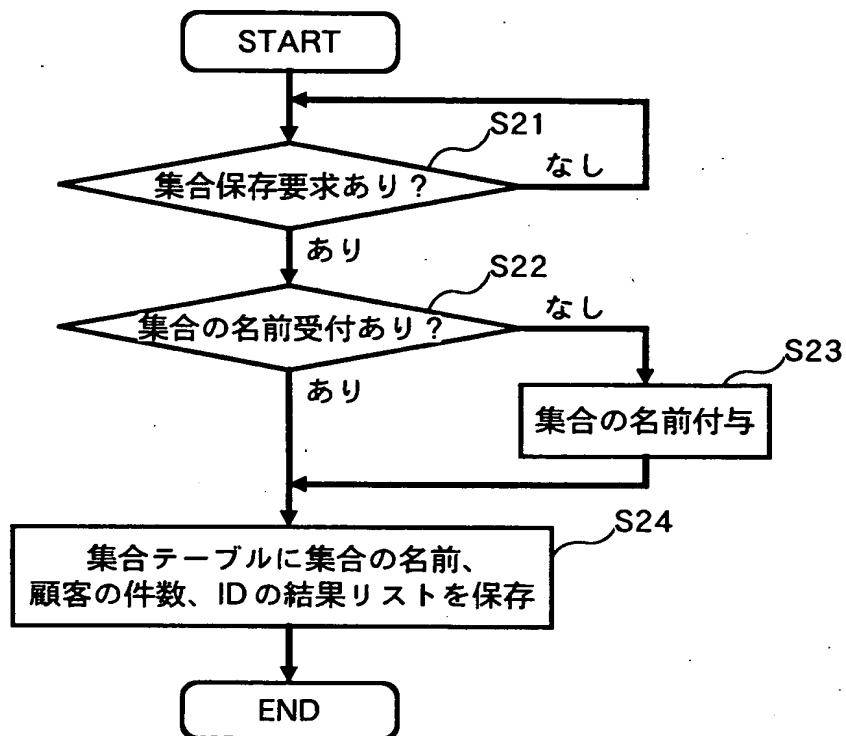 START
S21
集合保存要求あり?
なし
あり
S22
集合の名前受付あり?
なし
あり
S23
集合の名前付与
S24
集合テーブルに集合の名前、
顧客の件数、IDの結果リストを保存
END